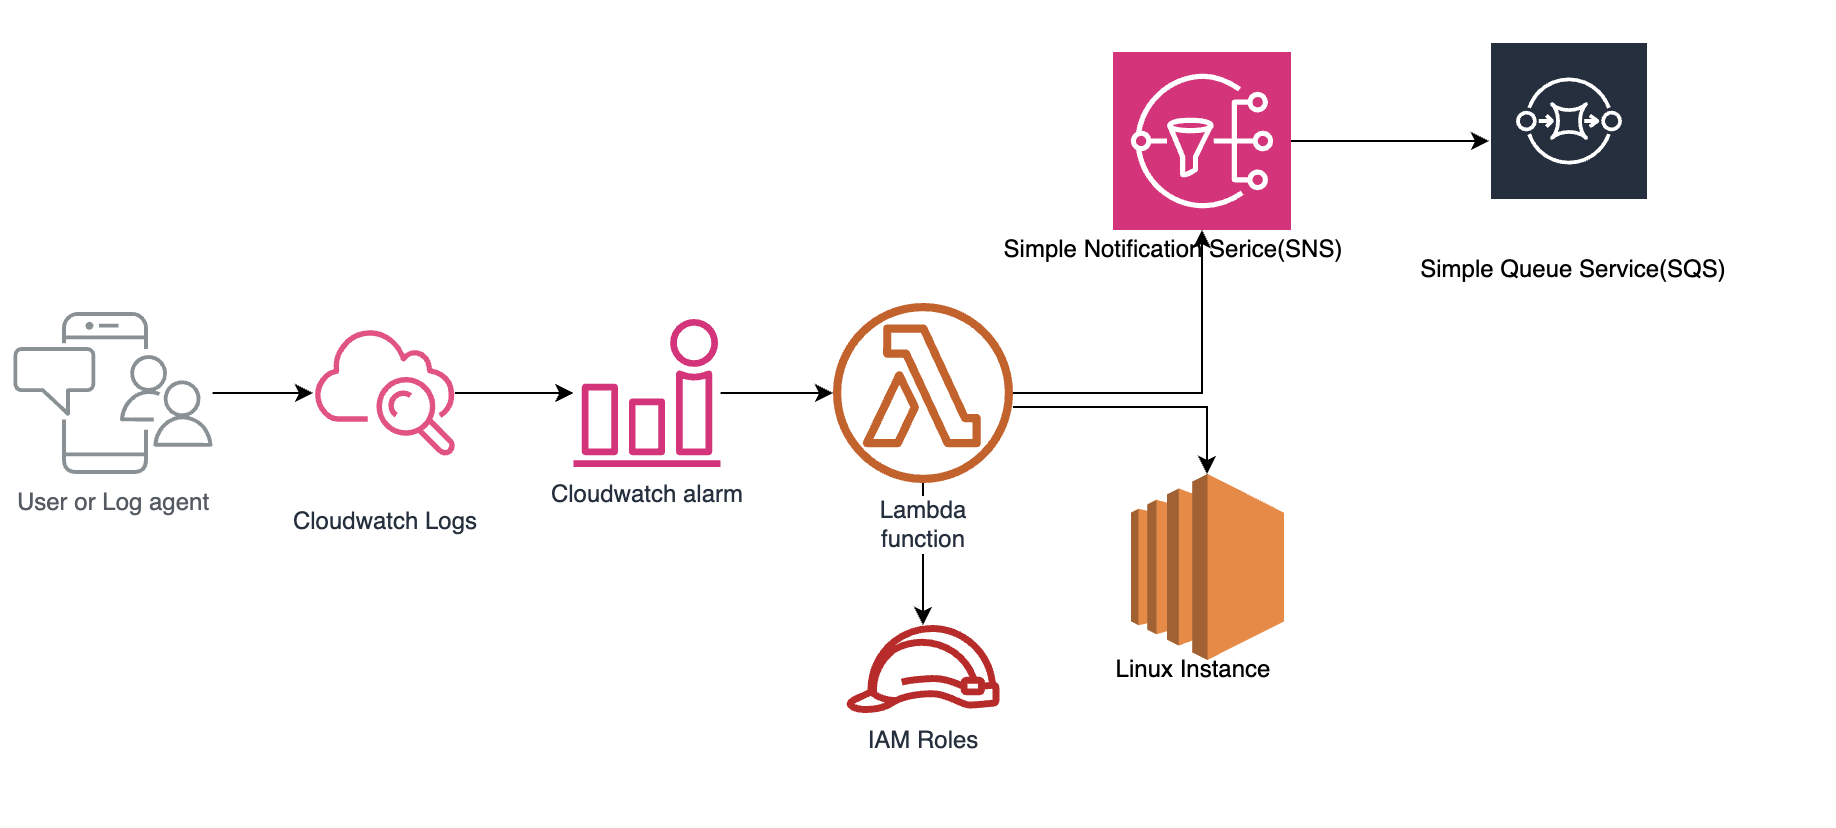 Simple Notification Serice(SNS)
Simple Queue Service(SQS)
User or Log agent
Cloudwatch Logs
Cloudwatch alarm
Lambda
function
Linux Instance
IAM Roles